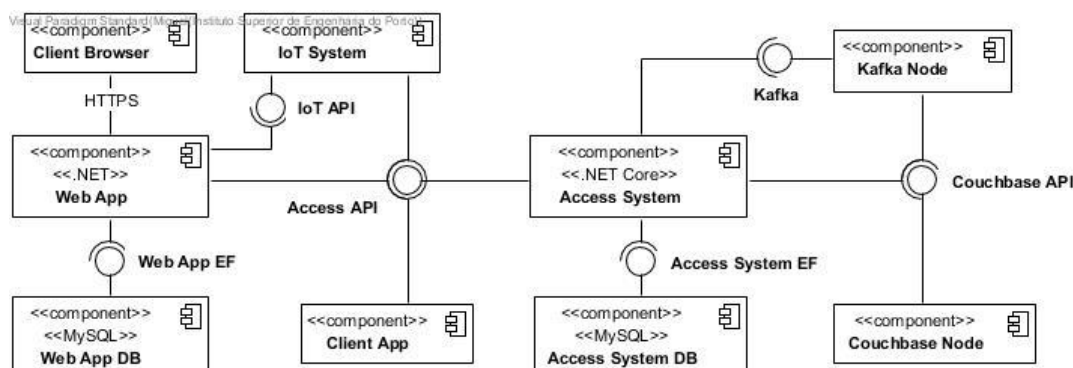 Visual Paradigm Standard(Miguel(Instituto Superior de Engenharia do Porto))
<<component>>
Client Browser
<<component>>
IoT System
<<component>>
Kafka Node
HTTPS
IoT API
Kafka
<<component>>
<<.NET>>
Web App
Access API
<<component>>
<<.NET Core>>
Access System
Couchbase API
Web App EF
Access System EF
<<component>>
<<MySQL>>
Web App DB
<<component>>
Client App
<<component>>
<<MySQL>>
Access System DB
<<component>>
Couchbase Node